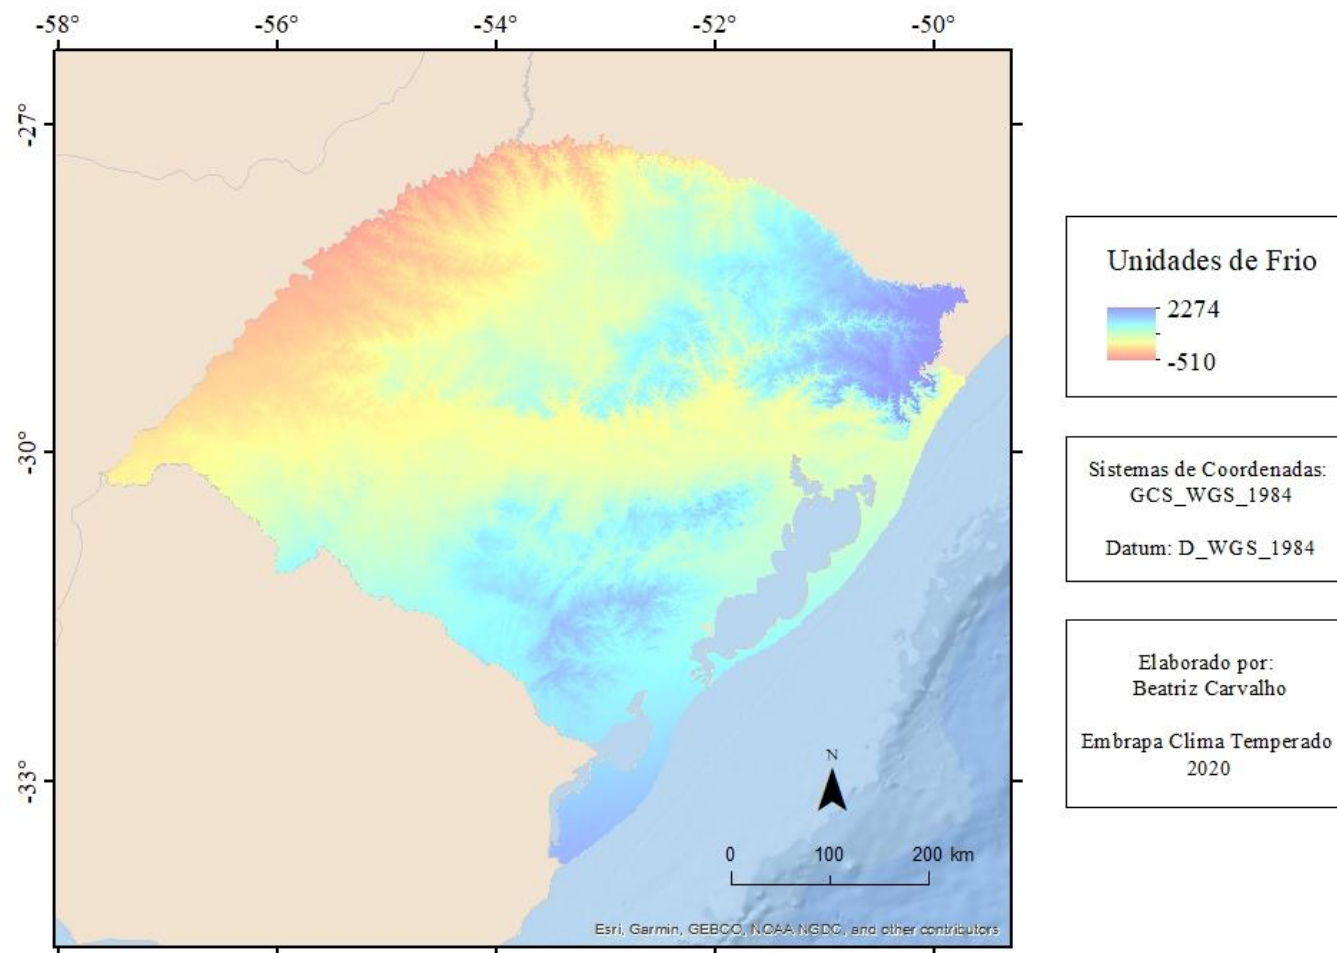 -58°
-56°
-54°
-52°
-50°
-27°
-30°
-33°
Unidades de Frio
2274
-510
Sistemas de Coordenadas:
GCS_WGS_1984
Datum: D_WGS_1984
Elaborado por:
Beatriz Carvalho
Embrapa Clima Temperado
2020
N
0 100 200 km
Esri, Garmin, GEBCO, NOAA NGDC, and other contributors